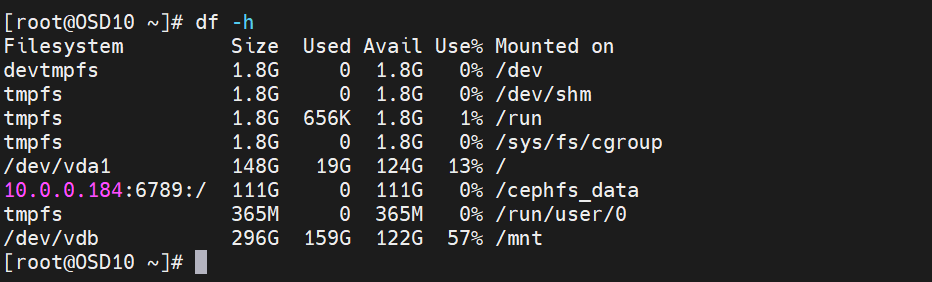 [root@OSD10 ~]# df -h
Filesystem         Size  Used Avail Use% Mounted on
devtmpfs           1.8G     0  1.8G   0% /dev
tmpfs              1.8G     0  1.8G   0% /dev/shm
tmpfs              1.8G  656K  1.8G   1% /run
tmpfs              1.8G     0  1.8G   0% /sys/fs/cgroup
/dev/vda1          148G   19G  124G  13% /
10.0.0.184:6789:/  111G     0  111G   0% /cephfs_data
tmpfs              365M     0  365M   0% /run/user/0
/dev/vdb           296G  159G  122G  57% /mnt
[root@OSD10 ~]#